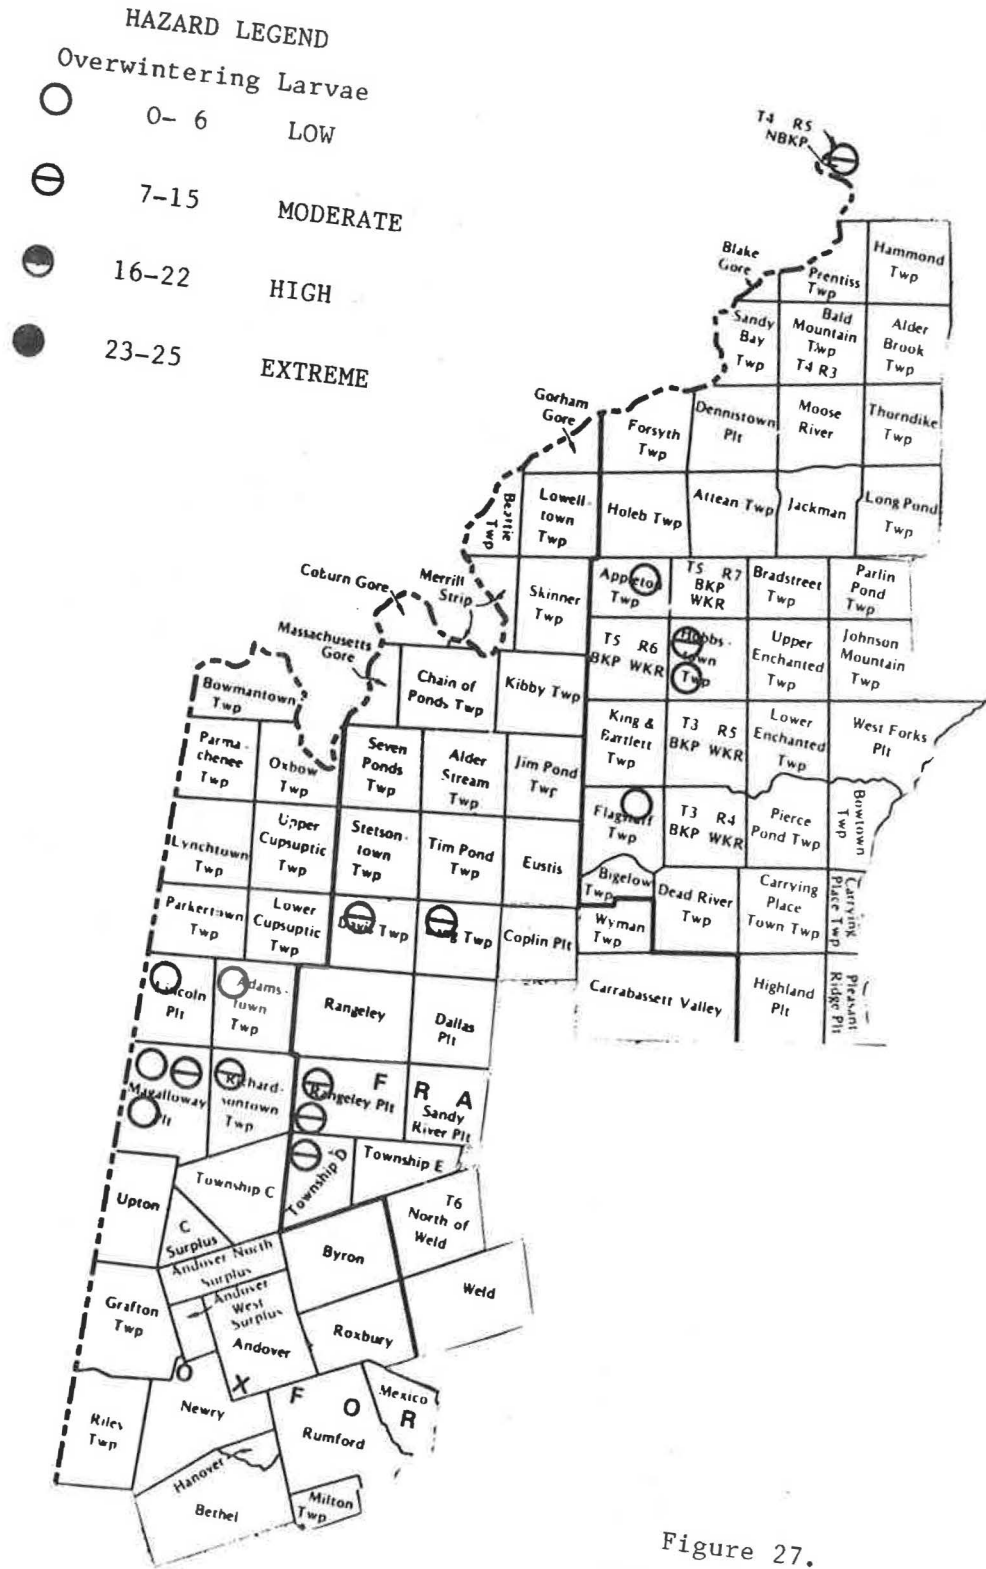 HAZARD LEGEND
Overwintering Larvae
0- 6 LOW
7-15 MODERATE
16-22 HIGH
23-25 EXTREME
T4 R5
NBKP
Blake
Gore
Prentiss
Twp
Hammond
Twp
Sandy
Bay
Twp
Bald
Mountain
Twp
T4 R3
Alder
Brook
Twp
Gorham
Gore
Forsyth
Twp
Dennistown
Plt
Moose
River
Thorndike
Twp
Beattie
Twp
Lowell-
town
Twp
Holeb Twp
Attean Twp
Jackman
Long Pond
Twp
Coburn Gore
Merrill
Strip
Skinner
Twp
Appleton
Twp
T5 R7
BKP
WKR
Bradstreet
Twp
Parlin
Pond
Twp
Massachusetts
Gore
T5 R6
BKP WKR
Hobbs-
town
Twp
Upper
Enchanted
Twp
Johnson
Mountain
Twp
Bowmantown
Twp
Chain of
Ponds Twp
Kibby Twp
King &
Bartlett
Twp
T3 R5
BKP WKR
Lower
Enchanted
Twp
West Forks
Plt
Parma-
chenee
Twp
Oxbow
Twp
Seven
Ponds
Twp
Alder
Stream
Twp
Jim Pond
Twp
Flagstaff
Twp
T3 R4
BKP WKR
Pierce
Pond Twp
Bowtown
Twp
Lynchtown
Twp
Upper
Cupsuptic
Twp
Stetson-
town
Twp
Tim Pond
Twp
Eustis
Bigelow
Twp
Dead River
Twp
Carrying
Place
Town Twp
Carrying
Place Twp
Parkertown
Twp
Lower
Cupsuptic
Twp
Davis Twp
Lang Twp
Coplin Plt
Wyman
Twp
Lincoln
Plt
Adams-
town
Twp
Rangeley
Dallas
Plt
Carrabassett Valley
Highland
Plt
Pleasant
Ridge Plt
Magalloway
Plt
Richard-
sontown
Twp
Rangeley Plt
F R A
Sandy
River Plt
Upton
Township C
Township D
Township E
C
Surplus
T6
North of
Weld
Andover North
Surplus
Byron
Weld
Grafton
Twp
Andover
West
Surplus
Andover
Roxbury
O X F O R
Riley
Twp
Newry
Rumford
Mexico
Hanover
Bethel
Milton
Twp
Figure 27.